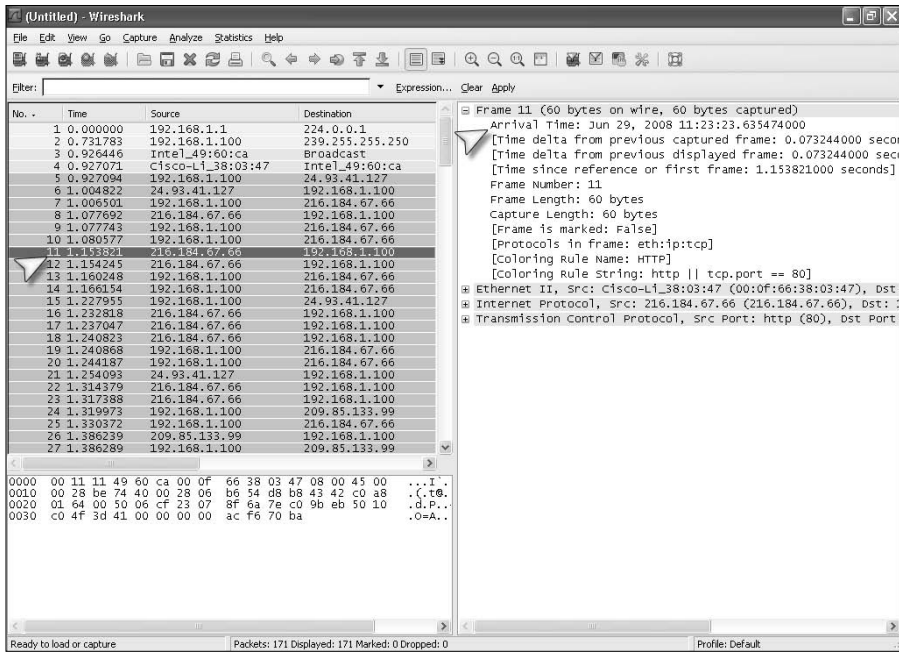 (Untitled) - Wireshark
File Edit View Go Capture Analyze Statistics Help
Filter: Expression... Clear Apply
No. . Time Source Destination
1 0.000000 192.168.1.1 224.0.0.1
2 0.731783 192.168.1.100 239.255.255.250
3 0.926446 Intel_49:60:ca Broadcast
4 0.927071 Cisco-Li_38:03:47 Intel_49:60:ca
5 0.927094 192.168.1.100 24.93.41.127
6 1.004822 24.93.41.127 192.168.1.100
7 1.006501 192.168.1.100 216.184.67.66
8 1.077692 216.184.67.66 192.168.1.100
9 1.077743 192.168.1.100 216.184.67.66
10 1.080577 192.168.1.100 216.184.67.66
11 1.153821 216.184.67.66 192.168.1.100
12 1.154245 216.184.67.66 192.168.1.100
13 1.160248 192.168.1.100 216.184.67.66
14 1.166154 192.168.1.100 216.184.67.66
15 1.227955 192.168.1.100 24.93.41.127
16 1.232818 216.184.67.66 192.168.1.100
17 1.237047 192.168.1.100 216.184.67.66
18 1.240823 216.184.67.66 192.168.1.100
19 1.240868 192.168.1.100 216.184.67.66
20 1.244187 192.168.1.100 216.184.67.66
21 1.254093 24.93.41.127 192.168.1.100
22 1.314379 216.184.67.66 192.168.1.100
23 1.317388 216.184.67.66 192.168.1.100
24 1.319973 192.168.1.100 209.85.133.99
25 1.330372 216.184.67.66 192.168.1.100
26 1.386239 209.85.133.99 192.168.1.100
27 1.386289 192.168.1.100 209.85.133.99
Frame 11 (60 bytes on wire, 60 bytes captured)
Arrival Time: Jun 29, 2008 11:23:23.635474000
[Time delta from previous captured frame: 0.073244000 secon
[Time delta from previous displayed frame: 0.073244000 seco
[Time since reference or first frame: 1.153821000 seconds]
Frame Number: 11
Frame Length: 60 bytes
Capture Length: 60 bytes
[Frame is marked: False]
[Protocols in frame: eth:ip:tcp]
[Coloring Rule Name: HTTP]
[Coloring Rule String: http || tcp.port == 80]
Ethernet II, Src: Cisco-Li_38:03:47 (00:0f:66:38:03:47), Dst
Internet Protocol, Src: 216.184.67.66 (216.184.67.66), Dst:
Transmission Control Protocol, Src Port: http (80), Dst Port
0000 00 11 11 49 60 ca 00 0f 66 38 03 47 08 00 45 00 ...I`.
0010 00 28 be 74 40 00 28 06 b6 54 d8 b8 43 42 c0 a8 .(.t@.
0020 01 64 00 50 06 cf 23 07 8f 6a 7e c0 9b eb 50 10 .d.P..
0030 c0 4f 3d 41 00 00 00 00 ac f6 70 ba .O=A..
Ready to load or capture Packets: 171 Displayed: 171 Marked: 0 Dropped: 0 Profile: Default